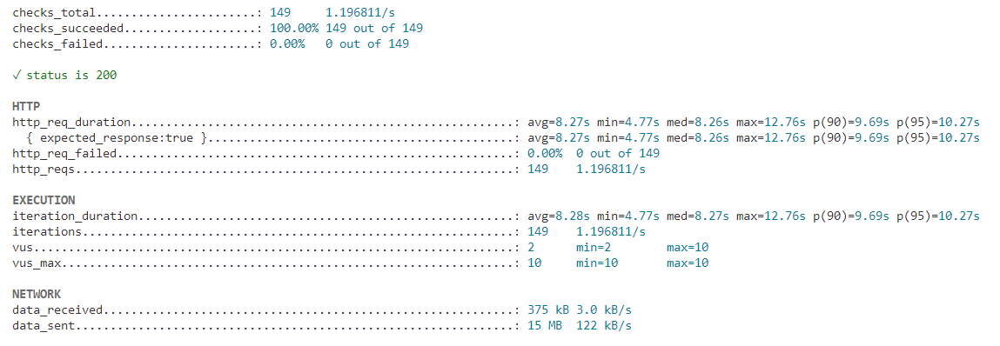 checks_total.......................: 149     1.196811/s
checks_succeeded...................: 100.00% 149 out of 149
checks_failed......................: 0.00%   0 out of 149
✓ status is 200
HTTP
http_req_duration.......................................................: avg=8.27s min=4.77s med=8.26s max=12.76s p(90)=9.69s p(95)=10.27s
{ expected_response:true }............................................: avg=8.27s min=4.77s med=8.26s max=12.76s p(90)=9.69s p(95)=10.27s
http_req_failed.........................................................: 0.00%  0 out of 149
http_reqs...............................................................: 149    1.196811/s
EXECUTION
iteration_duration......................................................: avg=8.28s min=4.77s med=8.27s max=12.76s p(90)=9.69s p(95)=10.27s
iterations..............................................................: 149    1.196811/s
vus.....................................................................: 2      min=2        max=10
vus_max.................................................................: 10     min=10       max=10
NETWORK
data_received...........................................................: 375 kB 3.0 kB/s
data_sent...............................................................: 15 MB  122 kB/s